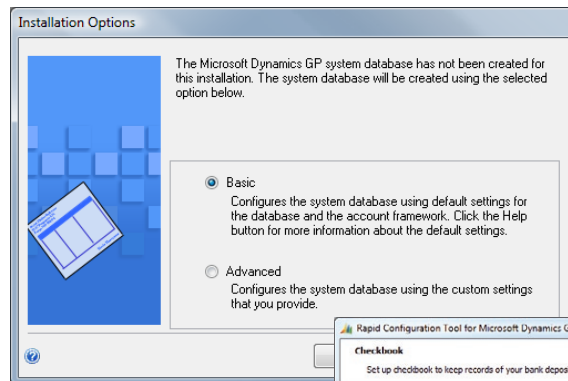 Installation Options
The Microsoft Dynamics GP system database has not been created for
this installation. The system database will be created using the selected
option below.
Basic
Configures the system database using default settings for
the database and the account framework. Click the Help
button for more information about the default settings.
Advanced
Configures the system database using the custom settings
that you provide.
Rapid Configuration Tool for Microsoft Dynamics G
Checkbook
Set up checkbook to keep records of your bank depos